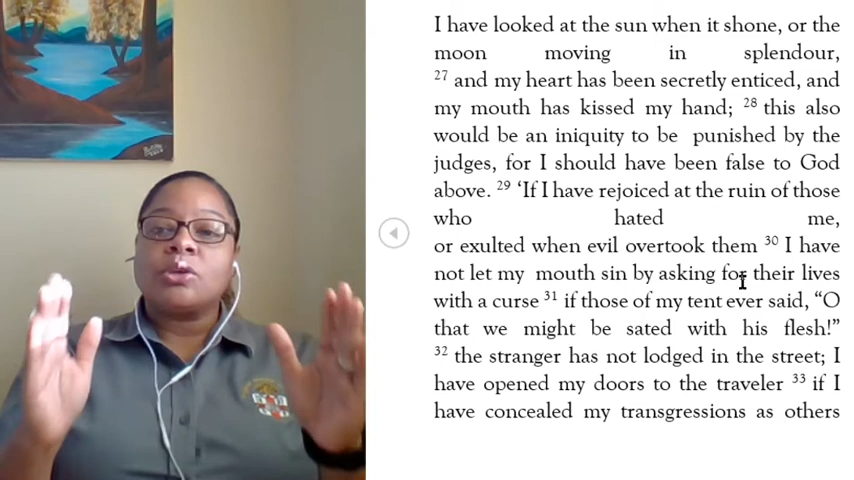 I have looked at the sun when it shone, or the
moon moving in splendour,
27 and my heart has been secretly enticed, and
my mouth has kissed my hand; 28 this also
would be an iniquity to be punished by the
judges, for I should have been false to God
above. 29 ‘If I have rejoiced at the ruin of those
who hated me,
or exulted when evil overtook them 30 I have
not let my mouth sin by asking for their lives
with a curse 31 if those of my tent ever said, “O
that we might be sated with his flesh!”
32 the stranger has not lodged in the street; I
have opened my doors to the traveler 33 if I
have concealed my transgressions as others